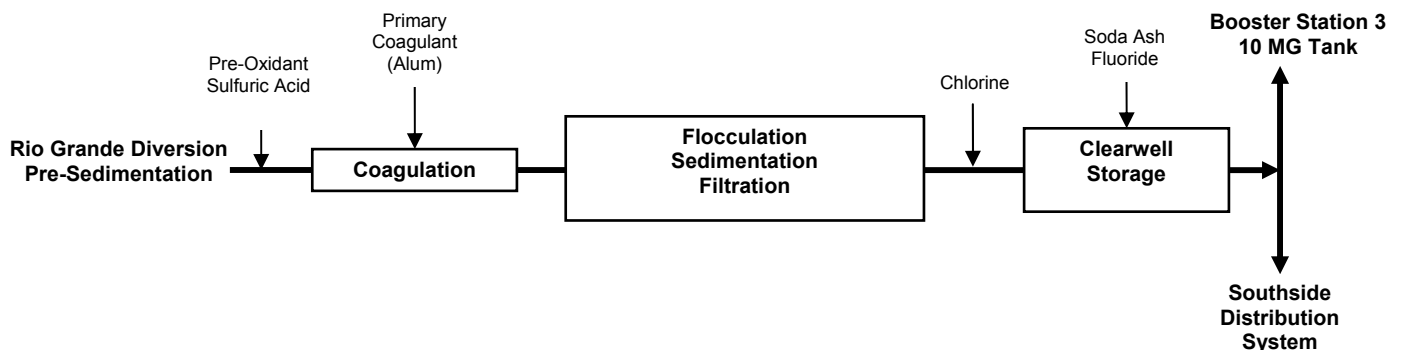 Rio Grande Diversion
Pre-Sedimentation
Pre-Oxidant
Sulfuric Acid
Primary
Coagulant
(Alum)
Coagulation
Flocculation
Sedimentation
Filtration
Chlorine
Soda Ash
Fluoride
Clearwell
Storage
Booster Station 3
10 MG Tank
Southside
Distribution
System